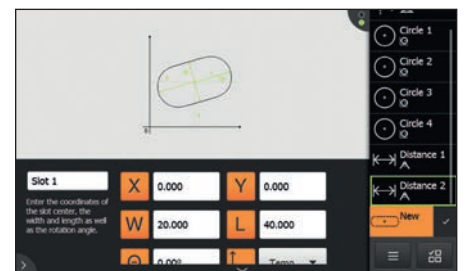 Circle 1
Circle 2
Circle 3
Circle 4
Distance 1
Distance 2
New
Slot 1
Enter the coordinates of
the slot center, the
width and length as well
as the rotation angle.
X 0.000 Y 0.000
W 20.000 L 40.000
0.00°